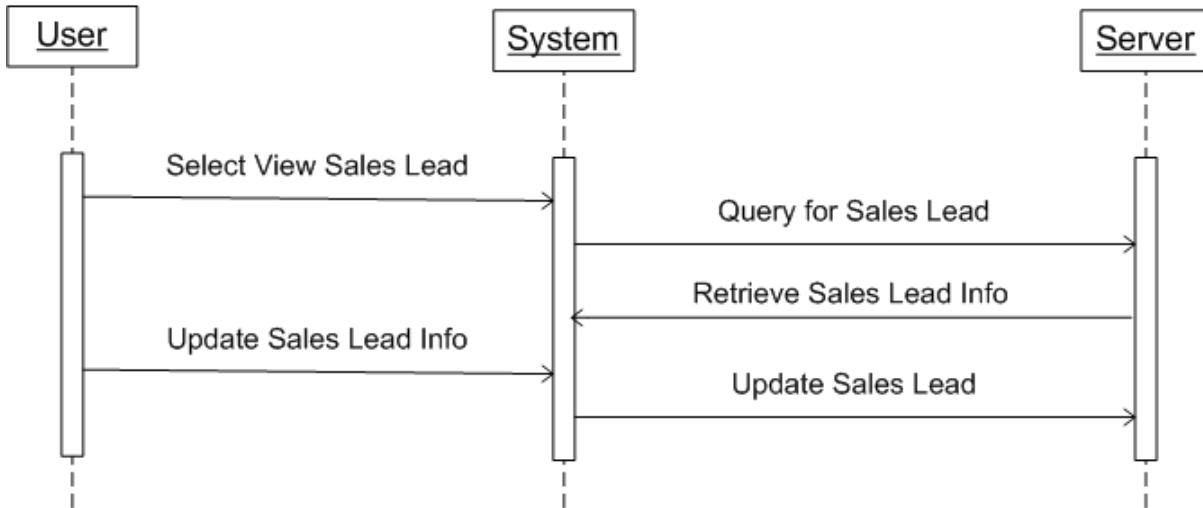 User
System
Server
Select View Sales Lead
Query for Sales Lead
Retrieve Sales Lead Info
Update Sales Lead Info
Update Sales Lead